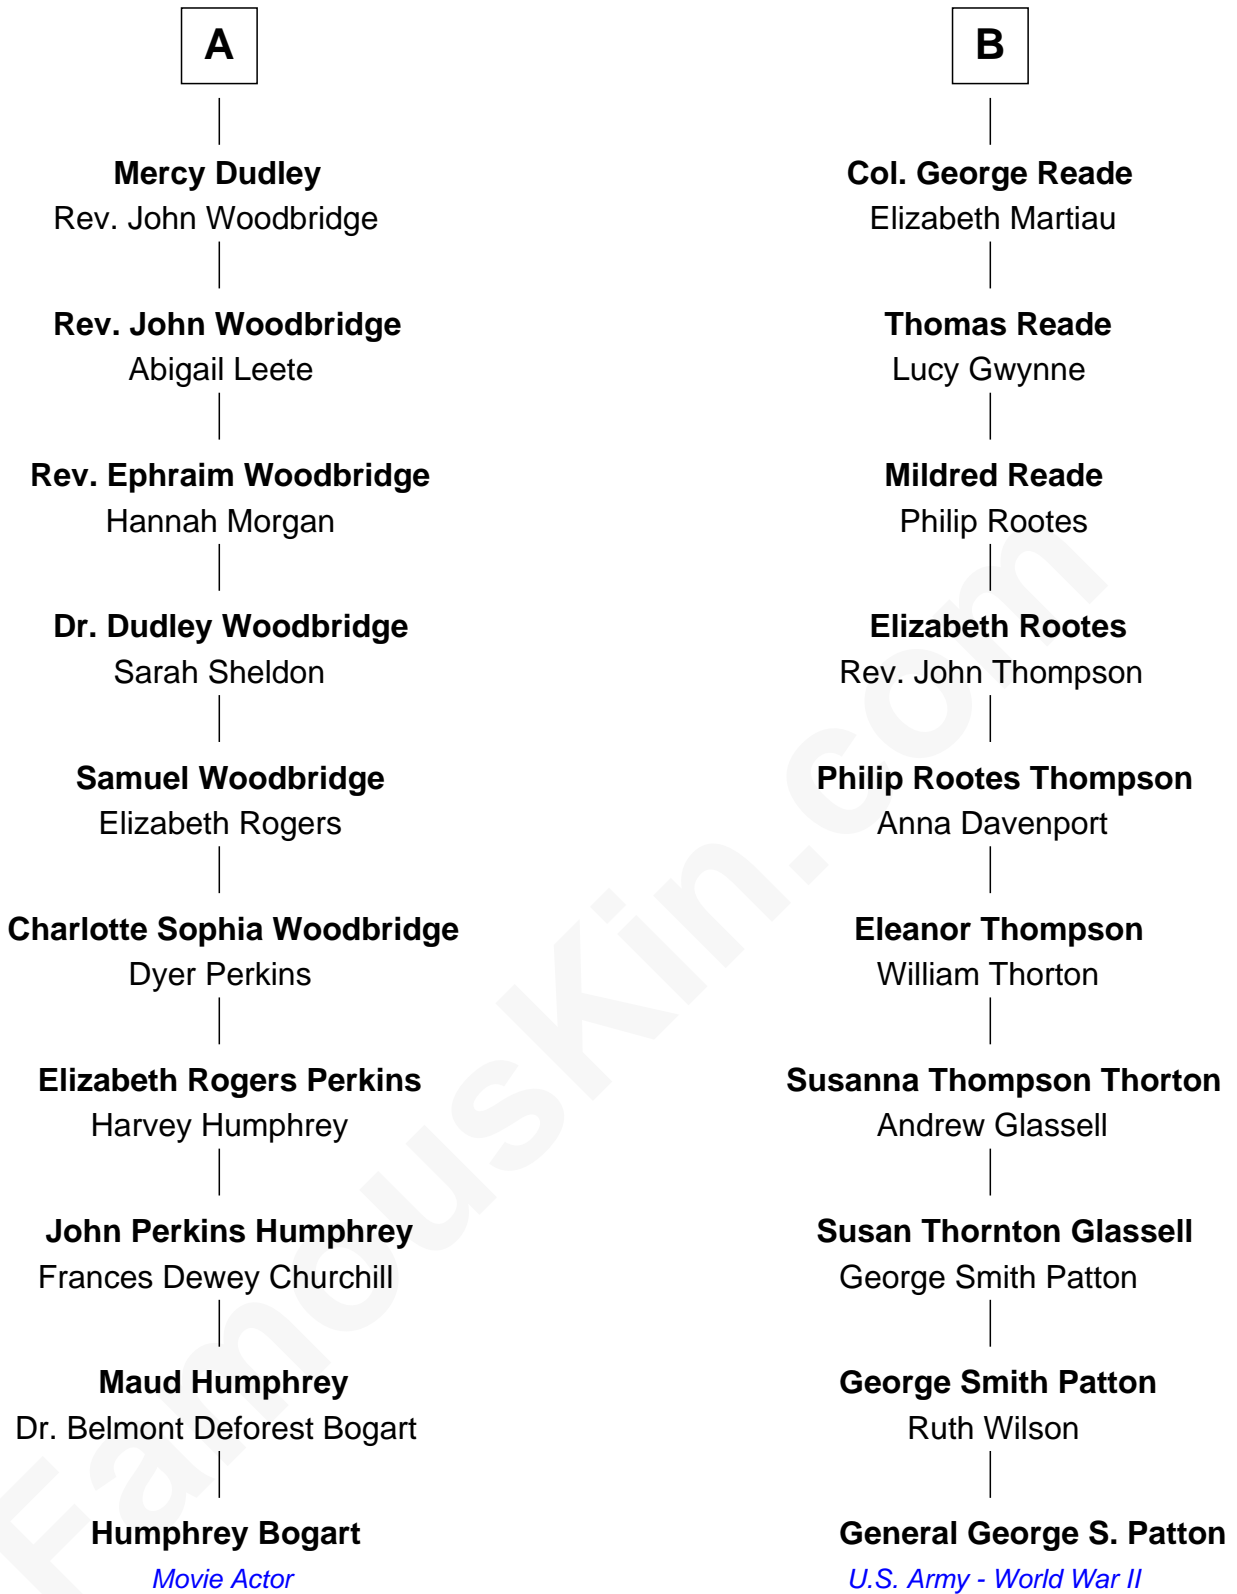 A
Mercy Dudley
Rev. John Woodbridge
Rev. John Woodbridge
Abigail Leete
Rev. Ephraim Woodbridge
Hannah Morgan
Dr. Dudley Woodbridge
Sarah Sheldon
Samuel Woodbridge
Elizabeth Rogers
Charlotte Sophia Woodbridge
Dyer Perkins
Elizabeth Rogers Perkins
Harvey Humphrey
John Perkins Humphrey
Frances Dewey Churchill
Maud Humphrey
Dr. Belmont Deforest Bogart
Humphrey Bogart
Movie Actor
B
Col. George Reade
Elizabeth Martiau
Thomas Reade
Lucy Gwynne
Mildred Reade
Philip Rootes
Elizabeth Rootes
Rev. John Thompson
Philip Rootes Thompson
Anna Davenport
Eleanor Thompson
William Thorton
Susanna Thompson Thorton
Andrew Glassell
Susan Thornton Glassell
George Smith Patton
George Smith Patton
Ruth Wilson
General George S. Patton
U.S. Army - World War II
FamousKin.com